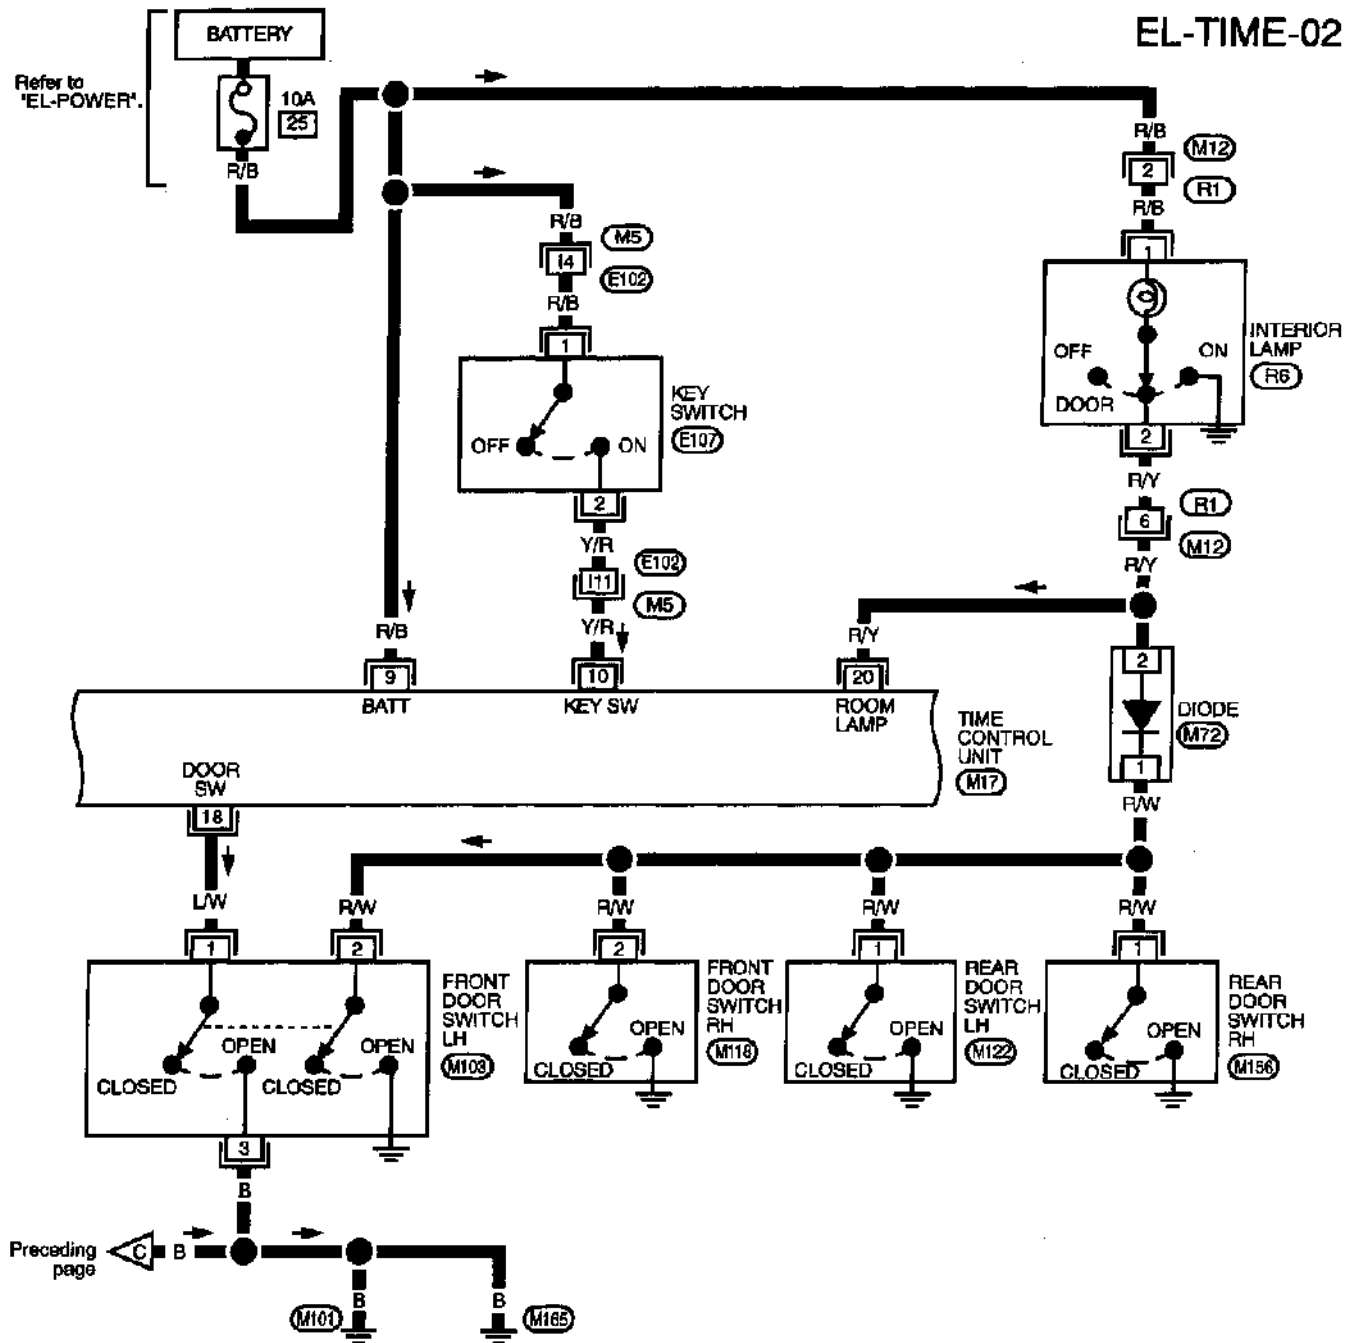 EL-TIME-02
BATTERY
Refer to
"EL-POWER".
10A
25
R/B
R/B
M12
2
R1
R/B
1
R/B
M5
14
E102
R/B
1
KEY
SWITCH
E107
OFF
ON
2
Y/R
E102
I11
M5
Y/R
INTERIOR
LAMP
R6
OFF
ON
DOOR
2
R/Y
R1
6
M12
R/Y
R/B
R/Y
9
10
20
BATT
KEY SW
ROOM
LAMP
TIME
CONTROL
UNIT
M17
2
DIODE
M72
1
R/W
DOOR
SW
18
L/W
R/W
R/W
R/W
R/W
1
2
2
1
1
FRONT
DOOR
SWITCH
LH
M103
OPEN
OPEN
CLOSED
CLOSED
FRONT
DOOR
SWITCH
RH
M118
OPEN
CLOSED
REAR
DOOR
SWITCH
LH
M122
OPEN
CLOSED
REAR
DOOR
SWITCH
RH
M156
OPEN
CLOSED
3
B
Preceding
page
C
B
B
B
M101
M165